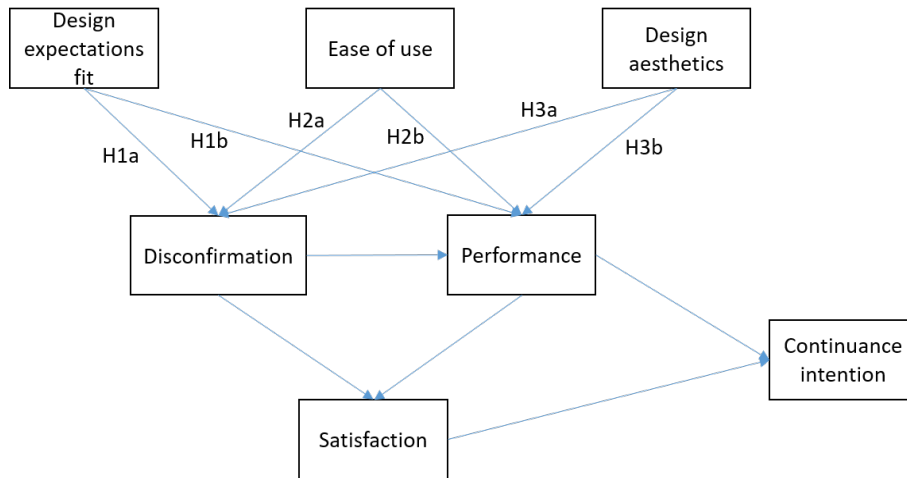 Design
expectations
fit
Ease of use
Design
aesthetics
H1a
H1b
H2a
H2b
H3a
H3b
Disconfirmation
Performance
Continuance
intention
Satisfaction